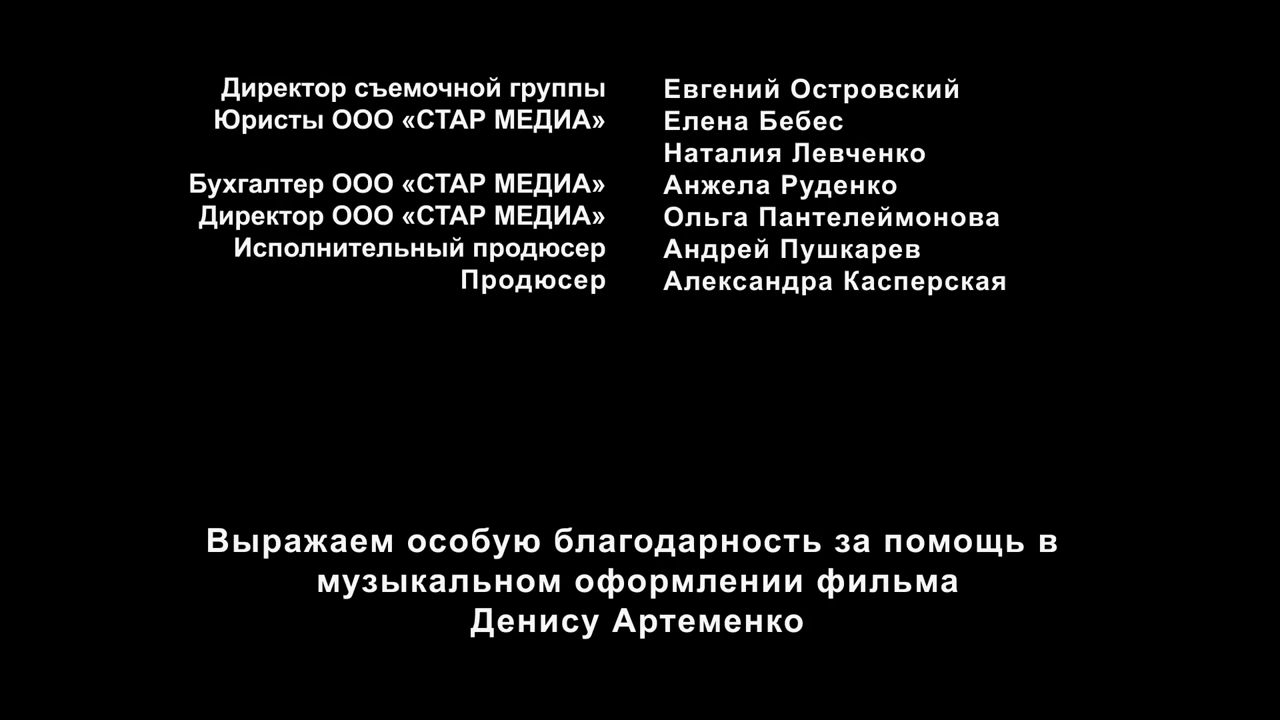 Директор съемочной группы Евгений Островский
Юристы ООО «СТАР МЕДИА» Елена Бебес
Наталия Левченко
Бухгалтер ООО «СТАР МЕДИА» Анжела Руденко
Директор ООО «СТАР МЕДИА» Ольга Пантелеймонова
Исполнительный продюсер Андрей Пушкарев
Продюсер Александра Касперская
Выражаем особую благодарность за помощь в
музыкальном оформлении фильма
Денису Артеменко